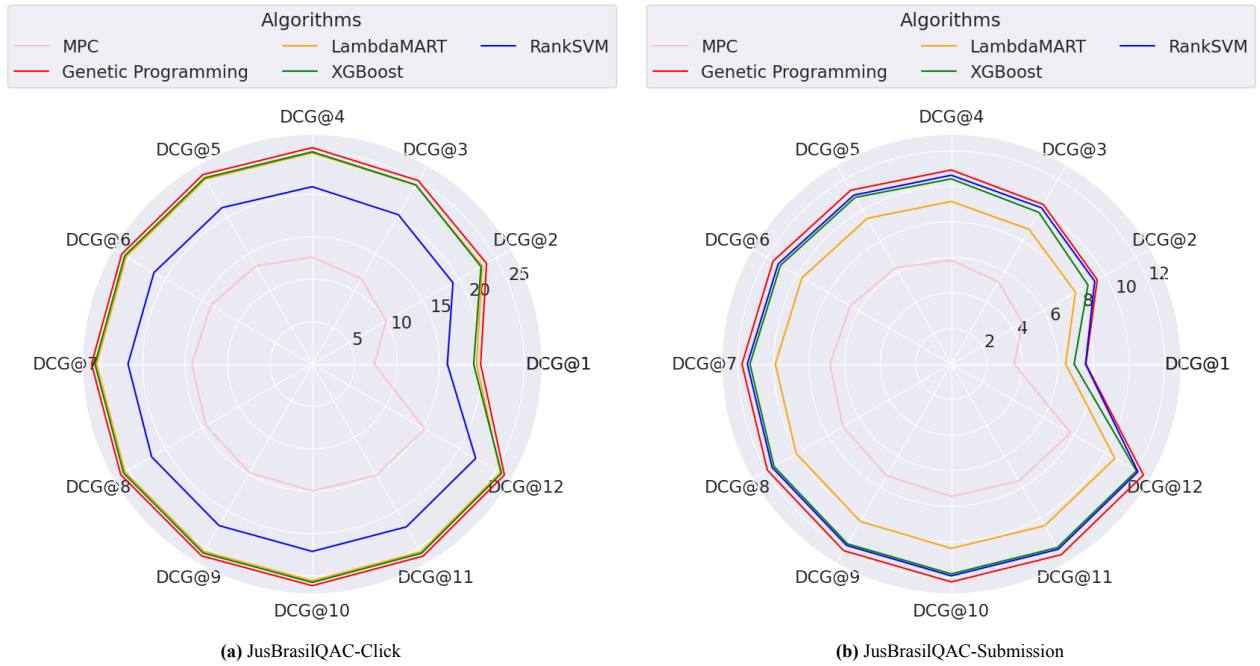 Algorithms
MPC
LambdaMART
RankSVM
Genetic Programming
XGBoost
DCG@4
DCG@5
DCG@3
DCG@6
DCG@2
25
20
15
10
5
DCG@7
DCG@1
DCG@8
DCG@12
DCG@9
DCG@11
DCG@10
(a) JusBrasilQAC-Click
Algorithms
MPC
LambdaMART
RankSVM
Genetic Programming
XGBoost
DCG@4
DCG@5
DCG@3
DCG@6
DCG@2
12
10
8
6
4
2
DCG@7
DCG@1
DCG@8
DCG@12
DCG@9
DCG@11
DCG@10
(b) JusBrasilQAC-Submission